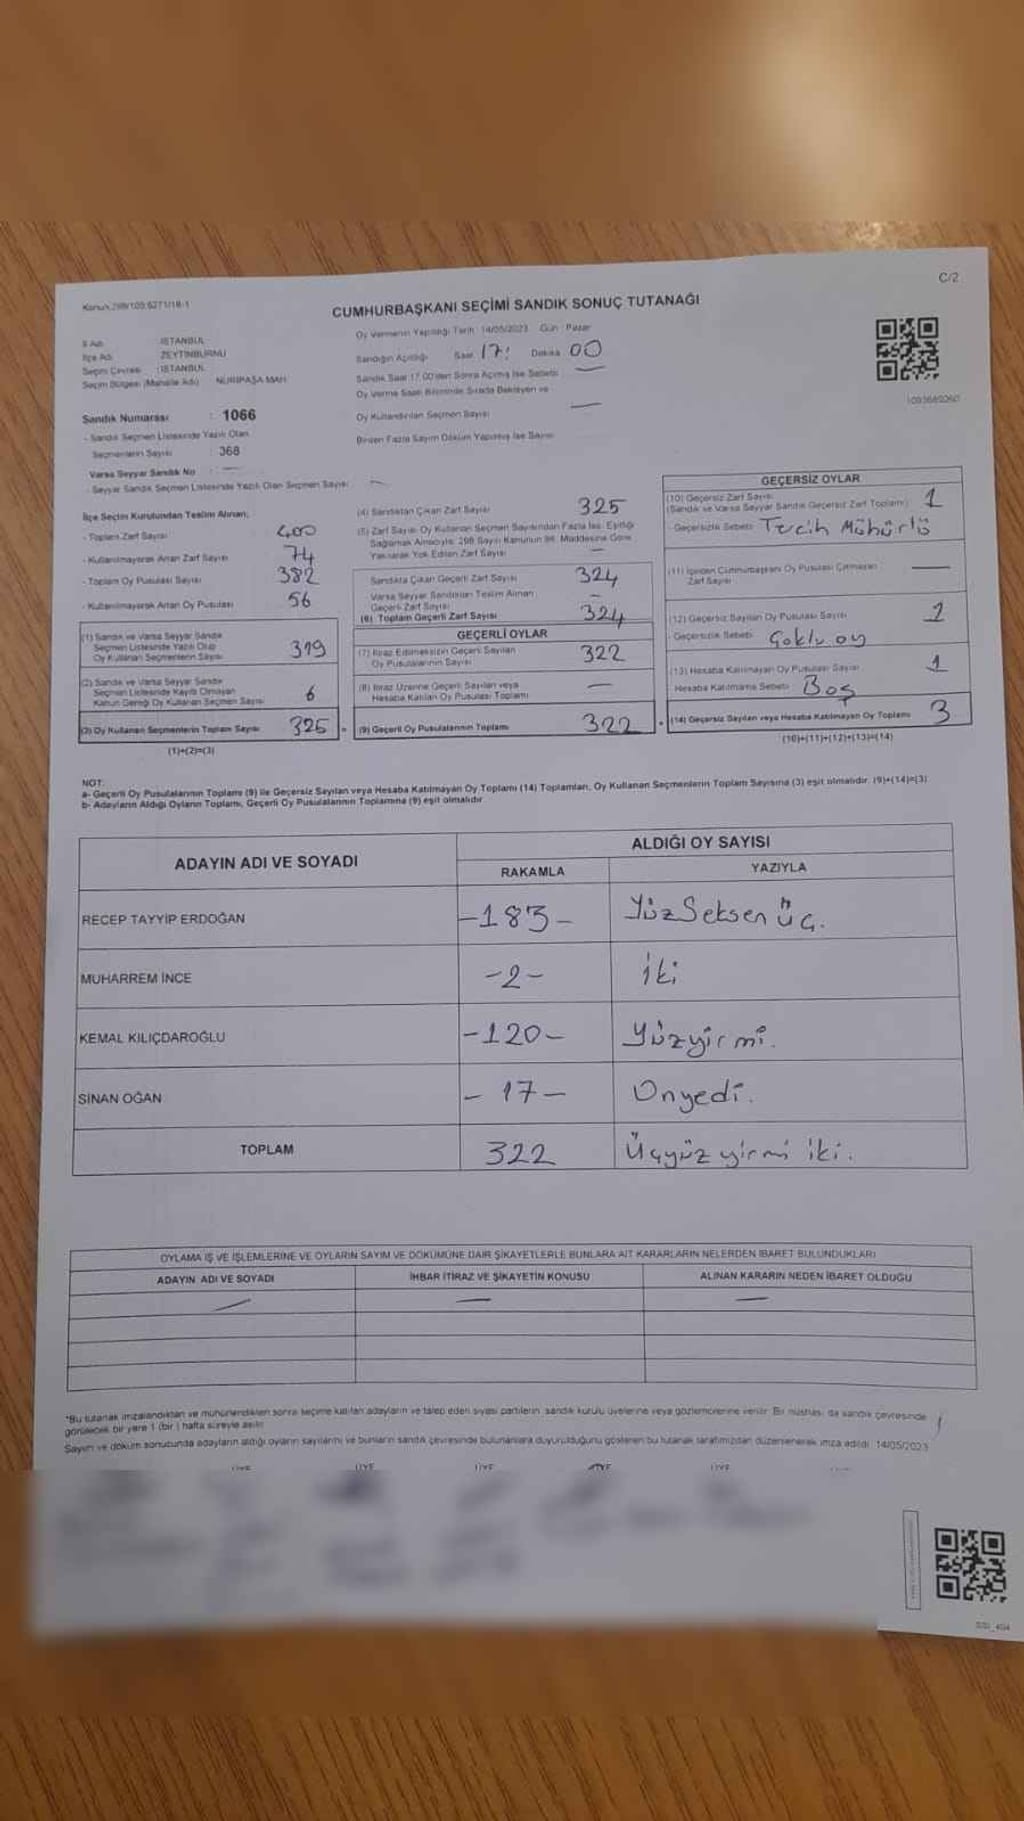 C/2
Kanun 298/105 6271/18-1
CUMHURBAŞKANI SEÇİMİ SANDIK SONUÇ TUTANAĞI
Oy Vermenin Yapıldığı Tarih : 14/05/2023 Gün : Pazar
İl Adı : İSTANBUL
İlçe Adı : ZEYTİNBURNU
Seçim Çevresi : İSTANBUL
Seçim Bölgesi (Mahalle Adı) : NURİPAŞA MAH.
Sandığın Açıldığı Saat 17: Dakika 00
Sandık Saat 17.00'den Sonra Açılmış İse Sebebi —
Oy Verme Saati Bitiminde Sırada Bekleyen ve
Oy Kullandırılan Seçmen Sayısı —
Birden Fazla Sayım Döküm Yapılmış İse Sayısı
Sandık Numarası : 1066
- Sandık Seçmen Listesinde Yazılı Olan
Seçmenlerin Sayısı : 368
Varsa Seyyar Sandık No : —
- Seyyar Sandık Seçmen Listesinde Yazılı Olan Seçmen Sayısı —
İlçe Seçim Kurulundan Teslim Alınan;
- Toplam Zarf Sayısı 400
- Kullanılmayarak Artan Zarf Sayısı 74
- Toplam Oy Pusulası Sayısı 382
- Kullanılmayarak Artan Oy Pusulası 56
(1) Sandık ve Varsa Seyyar Sandık
Seçmen Listesinde Yazılı Olup
Oy Kullanan Seçmenlerin Sayısı 319
(2) Sandık ve Varsa Seyyar Sandık
Seçmen Listesinde Kayıtlı Olmayan
Kanun Gereği Oy Kullanan Seçmen Sayısı 6
(3) Oy Kullanan Seçmenlerin Toplam Sayısı 325
(1)+(2)=(3)
(4) Sandıktan Çıkan Zarf Sayısı 325
(5) Zarf Sayısı Oy Kullanan Seçmen Sayısından Fazla İse; Eşitliği
Sağlamak Amacıyla; 298 Sayılı Kanunun 98. Maddesine Göre
Yakılarak Yok Edilen Zarf Sayısı —
Sandıkta Çıkan Geçerli Zarf Sayısı 324
Varsa Seyyar Sandıktan Teslim Alınan
Geçerli Zarf Sayısı —
(6) Toplam Geçerli Zarf Sayısı 324
GEÇERLİ OYLAR
(7) İtiraz Edilmeksizin Geçerli Sayılan
Oy Pusulalarının Sayısı 322
(8) İtiraz Üzerine Geçerli Sayılan veya
Hesaba Katılan Oy Pusulası Toplamı —
(9) Geçerli Oy Pusulalarının Toplamı 322
GEÇERSİZ OYLAR
(10) Geçersiz Zarf Sayısı
(Sandık ve Varsa Seyyar Sandık Geçersiz Zarf Toplamı) 1
- Geçersizlik Sebebi: Tercih Mühürlü
(11) İçinden Cumhurbaşkanı Oy Pusulası Çıkmayan
Zarf Sayısı —
(12) Geçersiz Sayılan Oy Pusulası Sayısı 1
- Geçersizlik Sebebi: Çoklu oy
(13) Hesaba Katılmayan Oy Pusulası Sayısı 1
Hesaba Katılmama Sebebi: Boş
(14) Geçersiz Sayılan veya Hesaba Katılmayan Oy Toplamı 3
(10)+(11)+(12)+(13)=(14)
NOT:
a- Geçerli Oy Pusulalarının Toplamı (9) ile Geçersiz Sayılan veya Hesaba Katılmayan Oy Toplamı (14) Toplamları, Oy Kullanan Seçmenlerin Toplam Sayısına (3) eşit olmalıdır. (9)+(14)=(3)
b- Adayların Aldığı Oyların Toplamı, Geçerli Oy Pusulalarının Toplamına (9) eşit olmalıdır
ADAYIN ADI VE SOYADI ALDIĞI OY SAYISI
RAKAMLA YAZIYLA
RECEP TAYYİP ERDOĞAN -183- YüzSeksen üç.
MUHARREM İNCE -2- iki
KEMAL KILIÇDAROĞLU -120- Yüzyirmi.
SİNAN OĞAN - 17 - Onyedi.
TOPLAM 322 Üçyüz yirmi iki.
OYLAMA İŞ VE İŞLEMLERİNE VE OYLARIN SAYIM VE DÖKÜMÜNE DAİR ŞİKAYETLERLE BUNLARA AİT KARARLARIN NELERDEN İBARET BULUNDUKLARI
ADAYIN ADI VE SOYADI İHBAR İTİRAZ VE ŞİKAYETİN KONUSU ALINAN KARARIN NEDEN İBARET OLDUĞU
— — —
*Bu tutanak imzalandıktan ve mühürlendikten sonra seçime katılan adayların ve talep eden siyasi partilerin, sandık kurulu üyelerine veya gözlemcilerine verilir. Bir nüshası da sandık çevresinde
görülecek bir yere 1 (bir) hafta süreyle asılır.
Sayım ve döküm sonucunda adayların aldığı oyların sayılarını ve bunların sandık çevresinde bulunanlara duyurulduğunu gösteren bu tutanak tarafımızdan düzenlenerek imza edildi. 14/05/2023
ÜYE ÜYE ÜYE ÜYE ÜYE